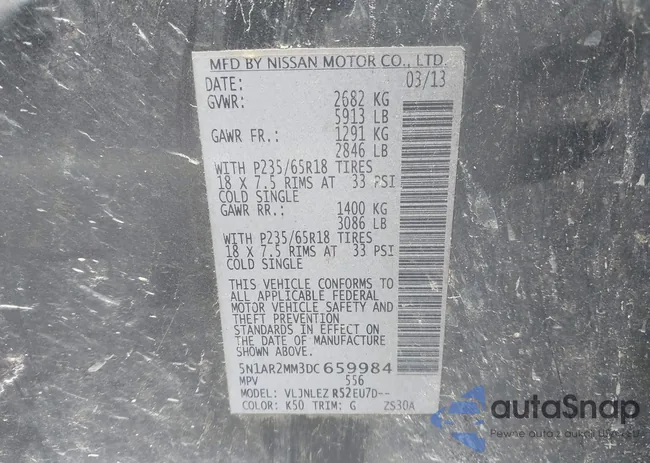 MFD BY NISSAN MOTOR CO., LTD.
DATE: 03/13
GVWR: 2682 KG
5913 LB
GAWR FR.: 1291 KG
2846 LB
WITH P235/65R18 TIRES
18 X 7.5 RIMS AT 33 PSI
COLD SINGLE
GAWR RR.: 1400 KG
3086 LB
WITH P235/65R18 TIRES
18 X 7.5 RIMS AT 33 PSI
COLD SINGLE
THIS VEHICLE CONFORMS TO
ALL APPLICABLE FEDERAL
MOTOR VEHICLE SAFETY AND
THEFT PREVENTION
STANDARDS IN EFFECT ON
THE DATE OF MANUFACTURE
SHOWN ABOVE.
5N1AR2MM3DC659984
MPV 556
MODEL: VLJNLEZ R52EU7D--
COLOR: K50 TRIM: G ZS30A
autoSnap
Pewne auto z aukcji w USA